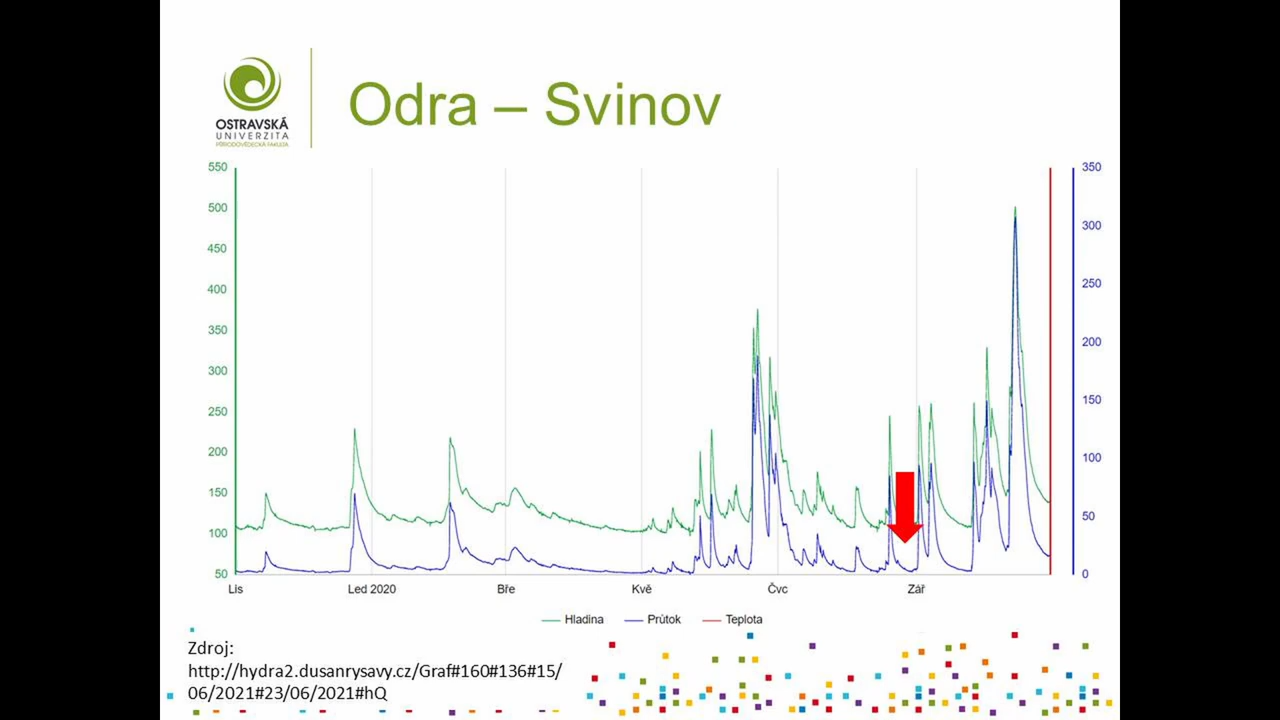 OSTRAVSKÁ
UNIVERZITA
PŘÍRODOVĚDECKÁ FAKULTA
Odra – Svinov
550
500
450
400
350
300
250
200
150
100
50
350
300
250
200
150
100
50
0
Lis
Led 2020
Bře
Kvě
Čvc
Zář
Hladina
Průtok
Teplota
Zdroj:
http://hydra2.dusanrysavy.cz/Graf#160#136#15/
06/2021#23/06/2021#hQ